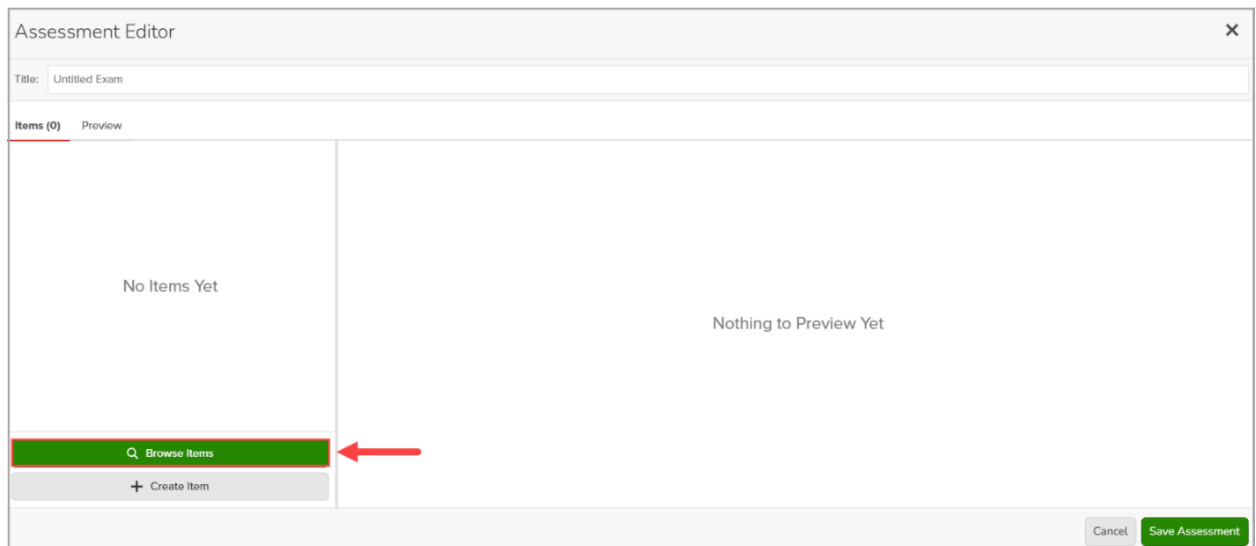 Assessment Editor
Title: Untitled Exam
Items (0) Preview
No Items Yet
Nothing to Preview Yet
Browse Items
Create Item
Cancel Save Assessment